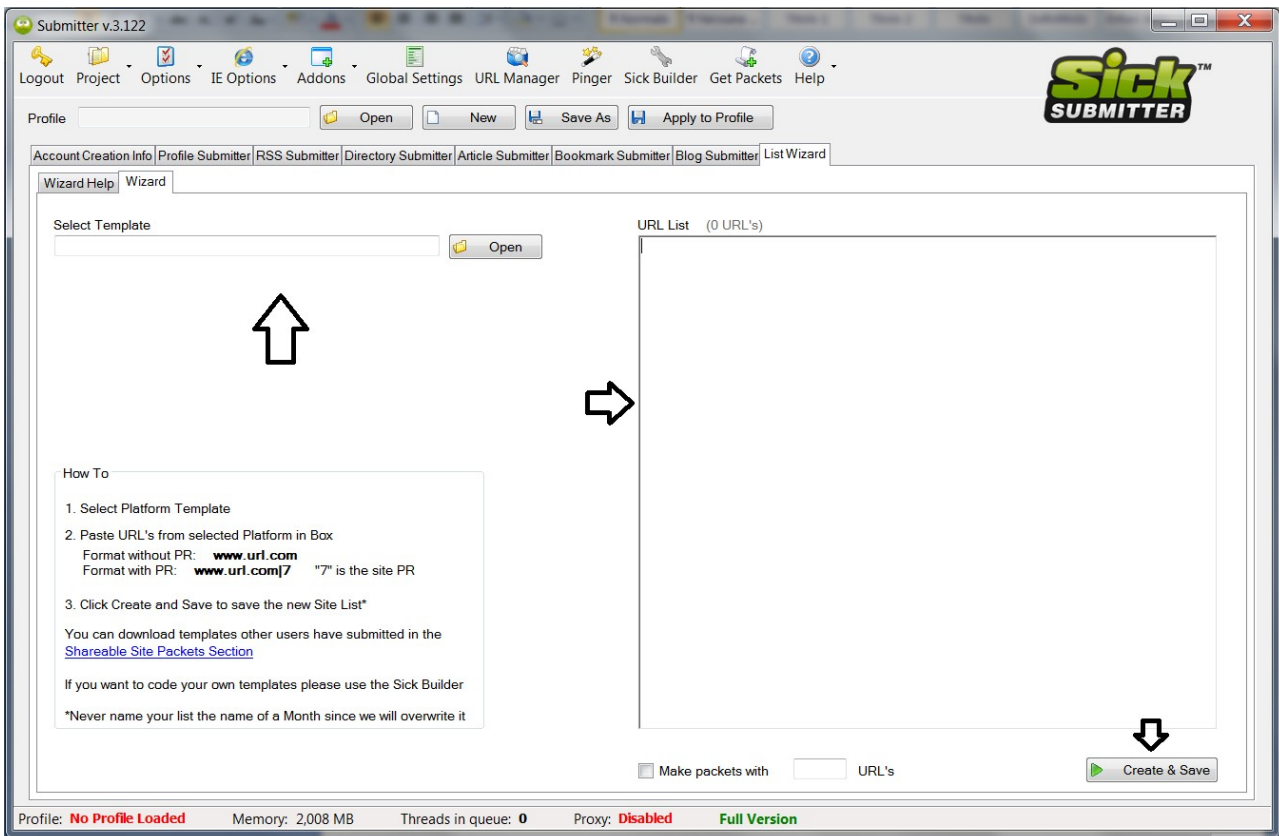 Submitter v.3.122
Logout Project Options IE Options Addons Global Settings URL Manager Pinger Sick Builder Get Packets Help
Sick™
SUBMITTER
Profile Open New Save As Apply to Profile
Account Creation Info Profile Submitter RSS Submitter Directory Submitter Article Submitter Bookmark Submitter Blog Submitter List Wizard
Wizard Help Wizard
Select Template
Open
URL List (0 URL's)
How To
1. Select Platform Template
2. Paste URL's from selected Platform in Box
Format without PR: www.url.com
Format with PR: www.url.com|7 "7" is the site PR
3. Click Create and Save to save the new Site List*
You can download templates other users have submitted in the
Shareable Site Packets Section
If you want to code your own templates please use the Sick Builder
*Never name your list the name of a Month since we will overwrite it
Make packets with URL's
Create & Save
Profile: No Profile Loaded Memory: 2,008 MB Threads in queue: 0 Proxy: Disabled Full Version